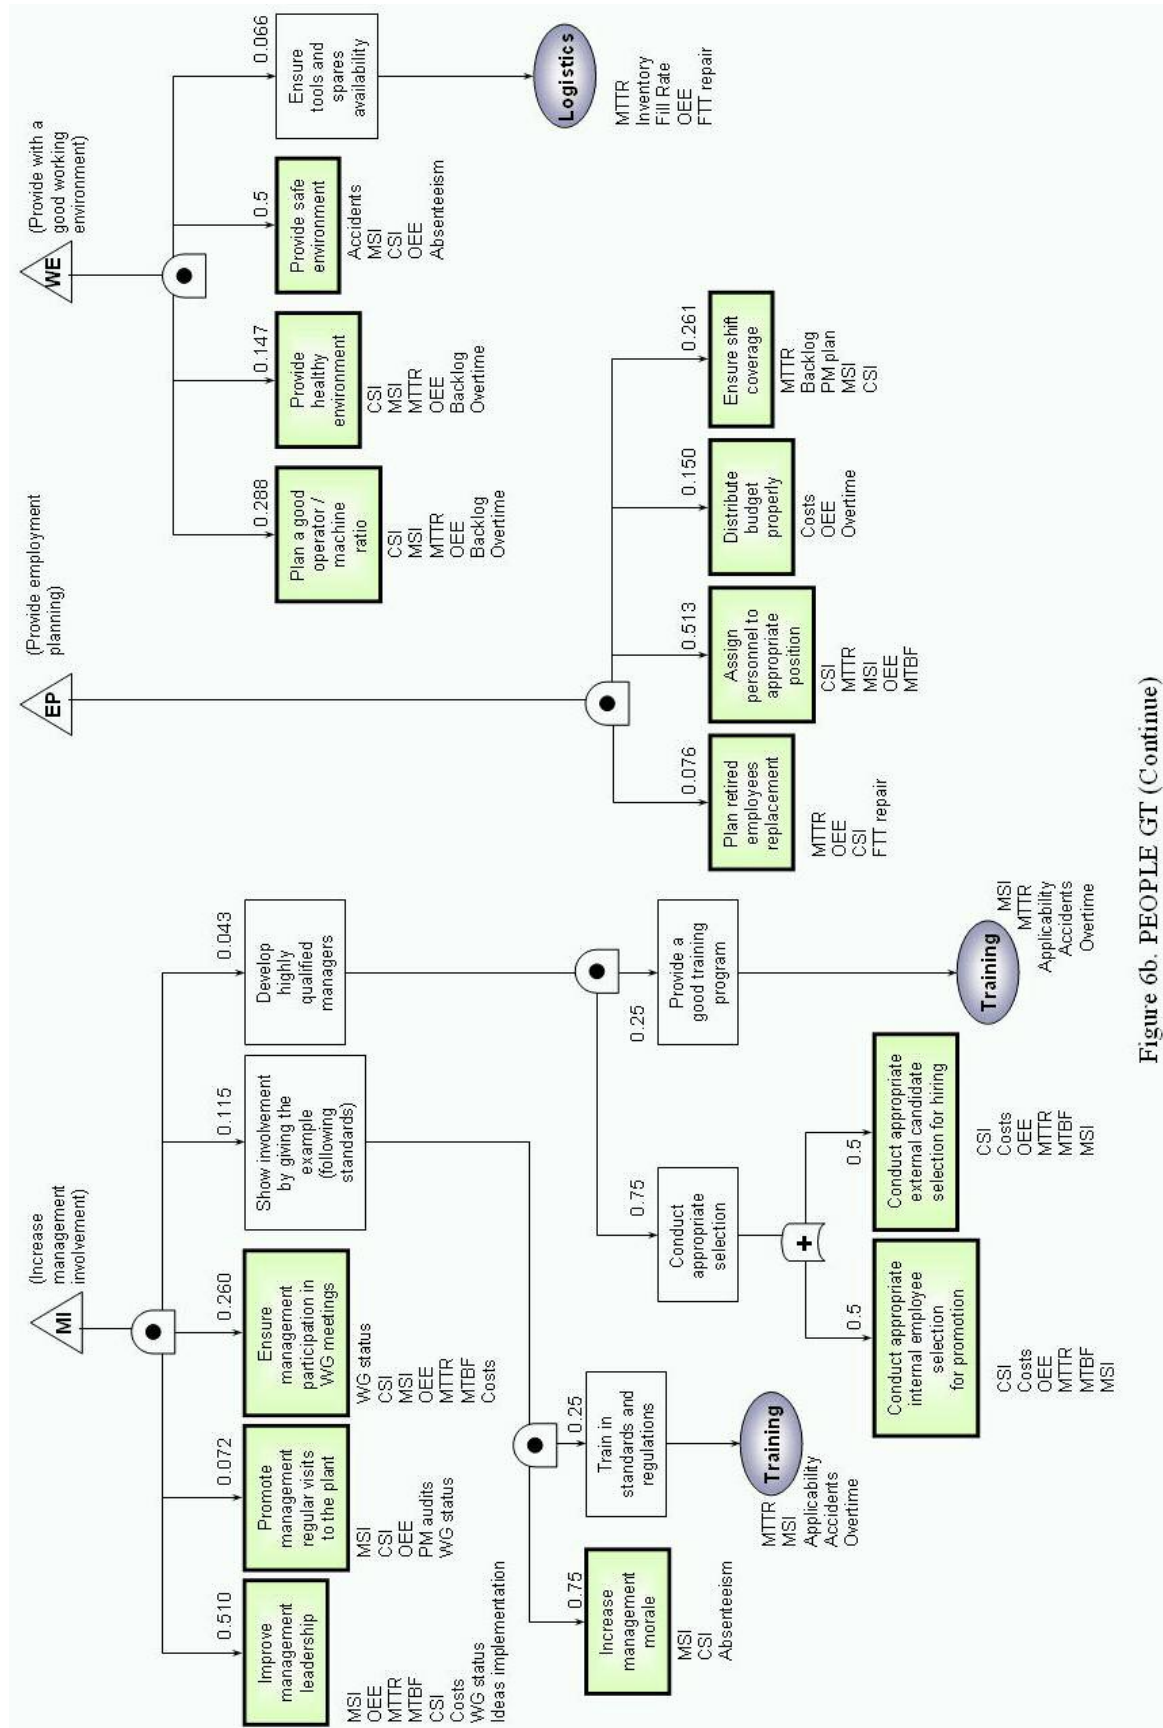 MI
(Increase
management
involvement)
0.510
Improve
management
leadership
MSI
OEE
MTTR
MTBF
CSI
Costs
WG status
Ideas implementation
0.072
Promote
management
regular visits
to the plant
MSI
CSI
OEE
PM audits
WG status
0.260
Ensure
management
participation in
WG meetings
WG status
CSI
MSI
OEE
MTTR
MTBF
Costs
0.115
Show involvement
by giving the
example
(following
standards)
0.043
Develop
highly
qualified
managers
0.75
Increase
management
morale
MSI
CSI
Absenteeism
0.25
Train in
standards and
regulations
Training
MTTR
MSI
Applicability
Accidents
Overtime
0.75
Conduct
appropriate
selection
0.25
Provide a
good training
program
+
0.5
Conduct appropriate
internal employee
selection
for promotion
CSI
Costs
OEE
MTTR
MTBF
MSI
0.5
Conduct appropriate
external candidate
selection for hiring
CSI
Costs
OEE
MTTR
MTBF
MSI
Training
MSI
MTTR
Applicability
Accidents
Overtime
EP
(Provide employment
planning)
0.076
Plan retired
employees
replacement
MTTR
OEE
CSI
FTT repair
0.513
Assign
personnel to
appropriate
position
CSI
MTTR
MSI
OEE
MTBF
0.150
Distribute
budget
properly
Costs
OEE
Overtime
0.261
Ensure shift
coverage
MTTR
Backlog
PM plan
MSI
CSI
WE
(Provide with a
good working
environment)
0.288
Plan a good
operator /
machine
ratio
CSI
MSI
MTTR
OEE
Backlog
Overtime
0.147
Provide
healthy
environment
CSI
MSI
MTTR
OEE
Backlog
Overtime
0.5
Provide safe
environment
Accidents
MSI
CSI
OEE
Absenteeism
0.066
Ensure
tools and
spares
availability
Logistics
MTTR
Inventory
Fill Rate
OEE
FTT repair
Figure 6b. PEOPLE GT (Continue)